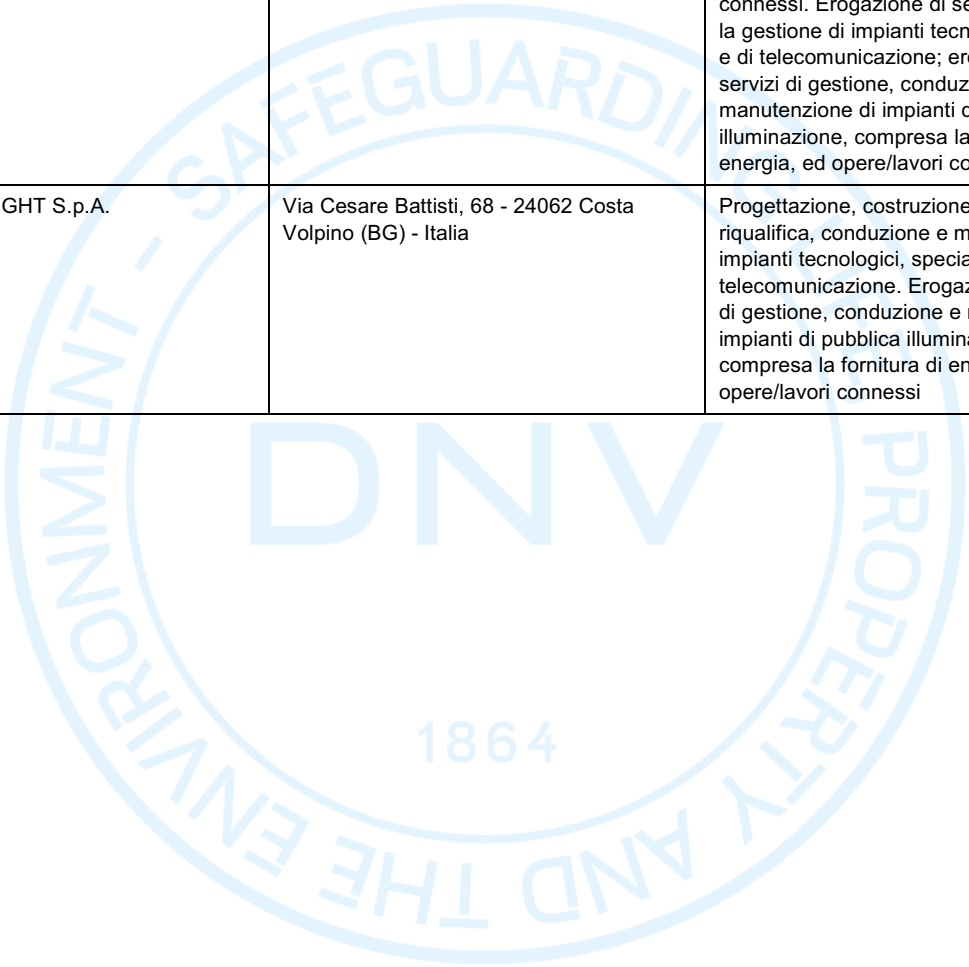 connessi. Erogazione di se
la gestione di impianti tecn
e di telecomunicazione; ero
servizi di gestione, conduz
manutenzione di impianti d
illuminazione, compresa la
energia, ed opere/lavori co
GHT S.p.A.
Via Cesare Battisti, 68 - 24062 Costa
Volpino (BG) - Italia
Progettazione, costruzione
riqualifica, conduzione e m
impianti tecnologici, specia
telecomunicazione. Erogaz
di gestione, conduzione e
impianti di pubblica illumina
compresa la fornitura di en
opere/lavori connessi
SAFEGUARDING LIFE PROPERTY AND THE ENVIRONMENT -
DNV
1864